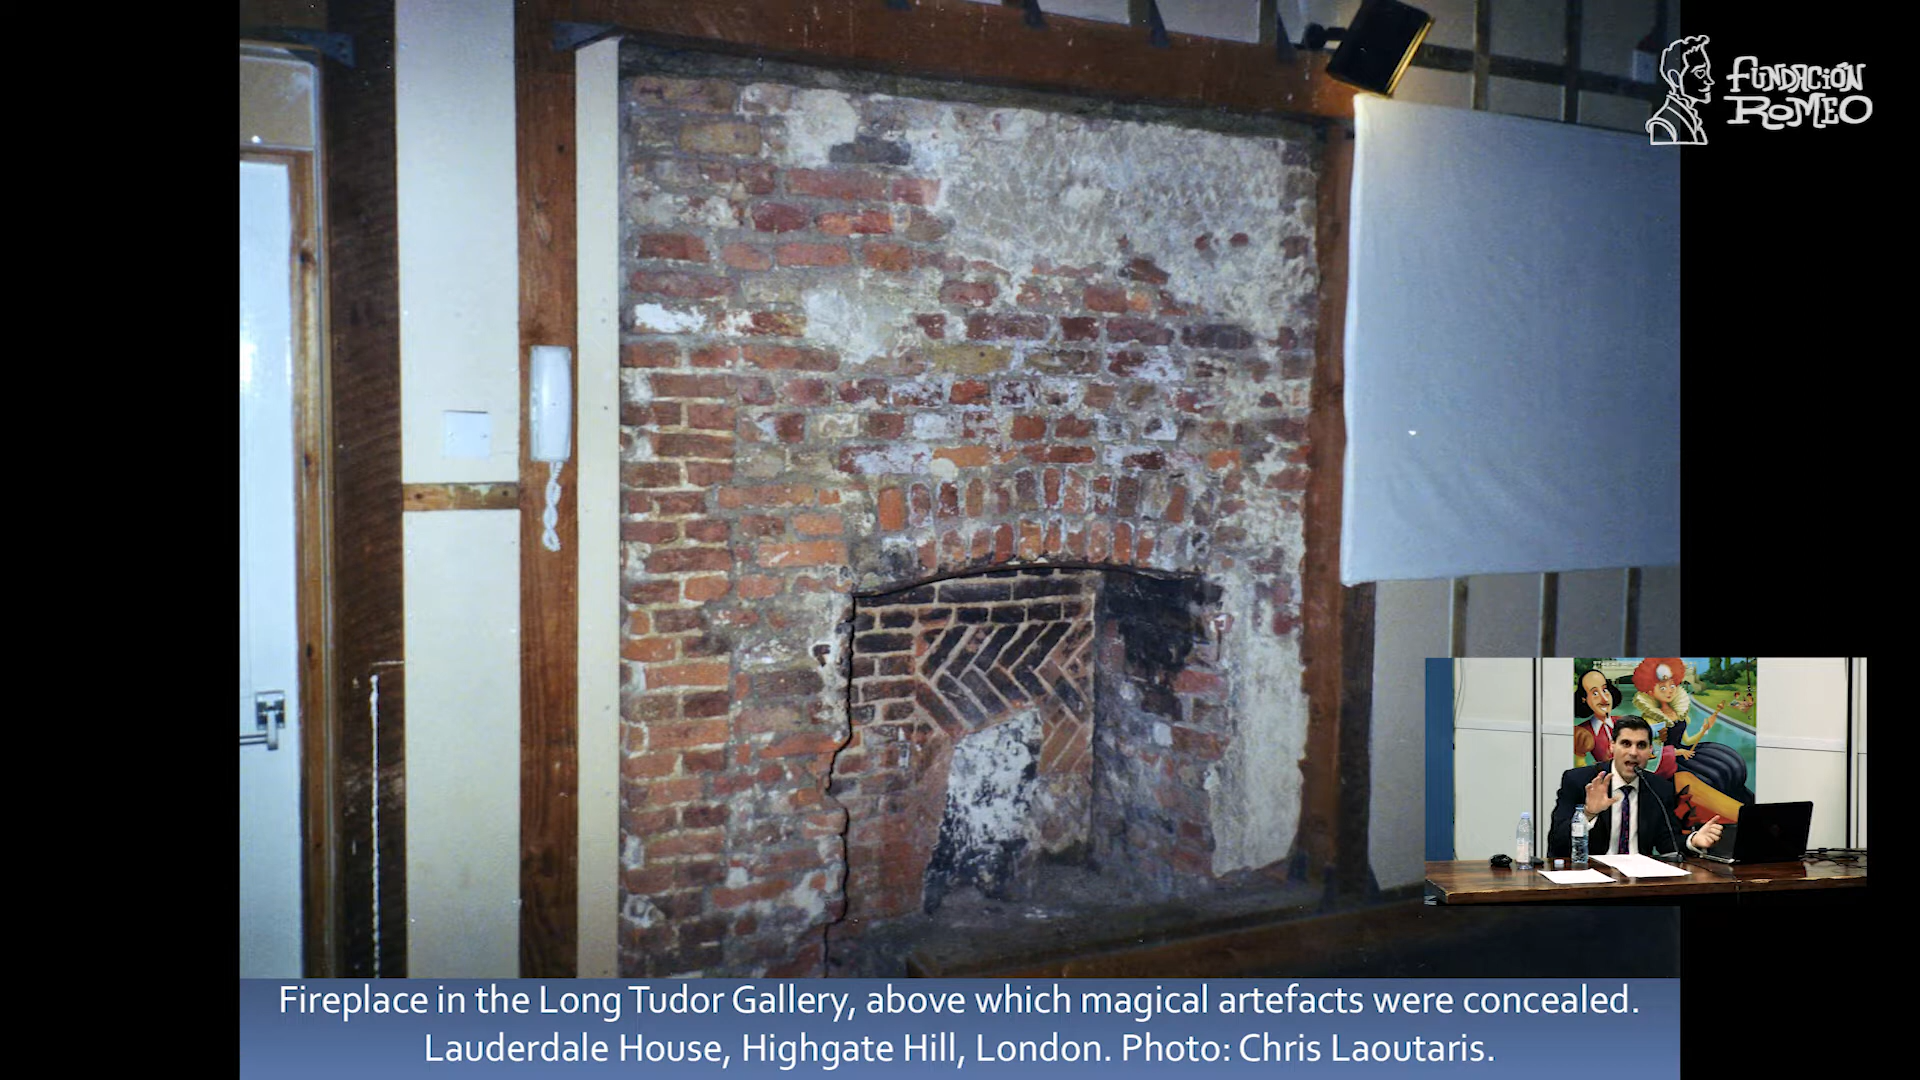 FUNDACIÓN
ROMEO
Fireplace in the Long Tudor Gallery, above which magical artefacts were concealed.
Lauderdale House, Highgate Hill, London. Photo: Chris Laoutaris.